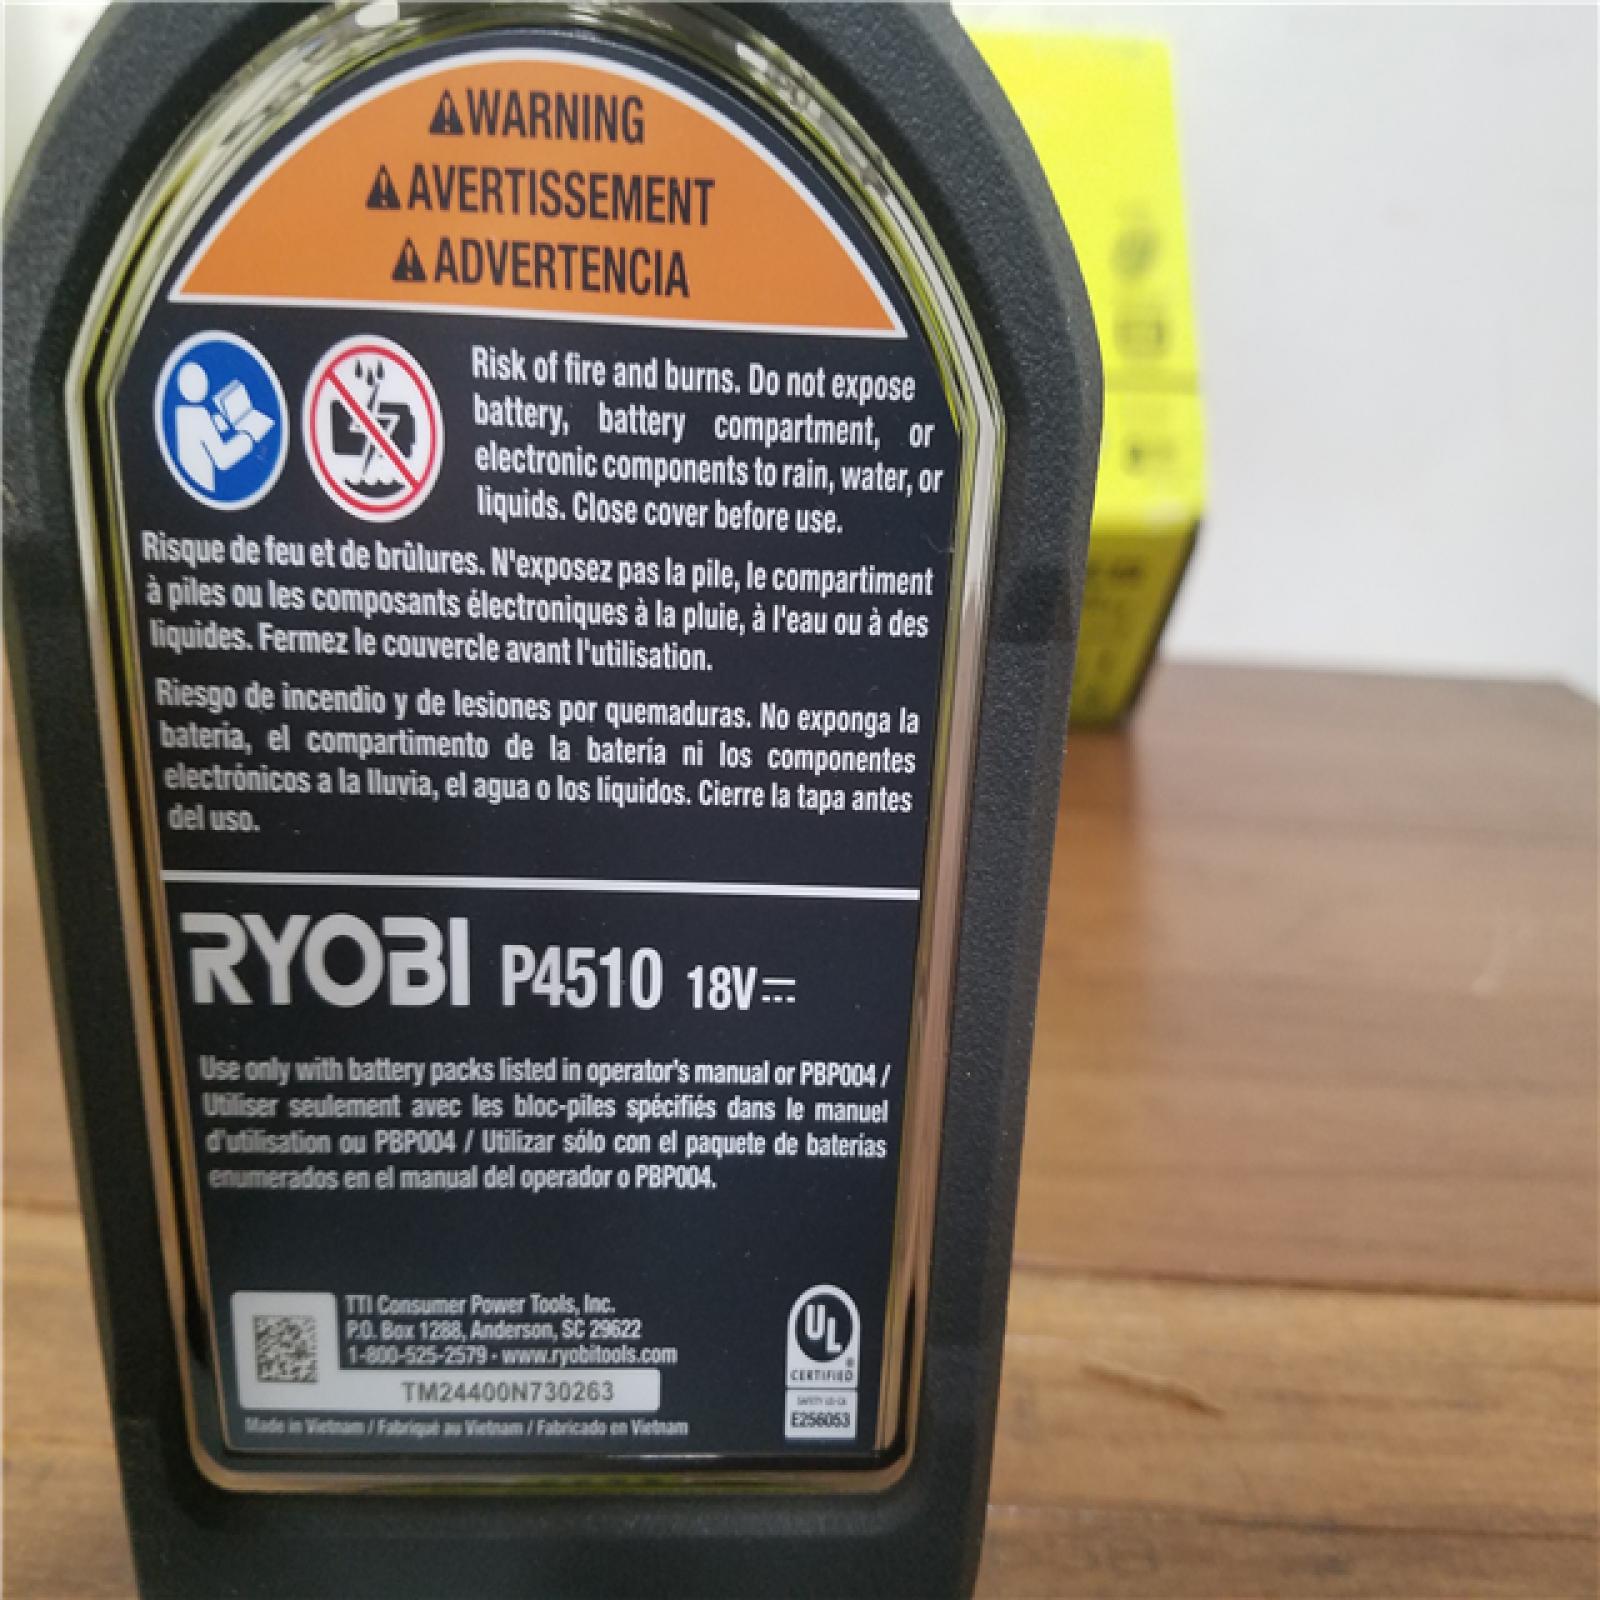 WARNING
AVERTISSEMENT
ADVERTENCIA
Risk of fire and burns. Do not expose
battery, battery compartment, or
electronic components to rain, water, or
liquids. Close cover before use.
Risque de feu et de brûlures. N'exposez pas la pile, le compartiment
à piles ou les composants électroniques à la pluie, à l'eau ou à des
liquides. Fermez le couvercle avant l'utilisation.
Riesgo de incendio y de lesiones por quemaduras. No exponga la
batería, el compartimento de la batería ni los componentes
electrónicos a la lluvia, el agua o los líquidos. Cierre la tapa antes
del uso.
RYOBI P4510 18V
Use only with battery packs listed in operator's manual or PBP004 /
Utiliser seulement avec les bloc-piles spécifiés dans le manuel
d'utilisation ou PBP004 / Utilizar sólo con el paquete de baterías
enumerados en el manual del operador o PBP004.
TTI Consumer Power Tools, Inc.
P.O. Box 1288, Anderson, SC 29622
1-800-525-2579 - www.ryobitools.com
TM24400N730263
Made in Vietnam / Fabriqué au Vietnam / Fabricado en Vietnam
UL
®
CERTIFIED
SAFETY US-CA
E256053